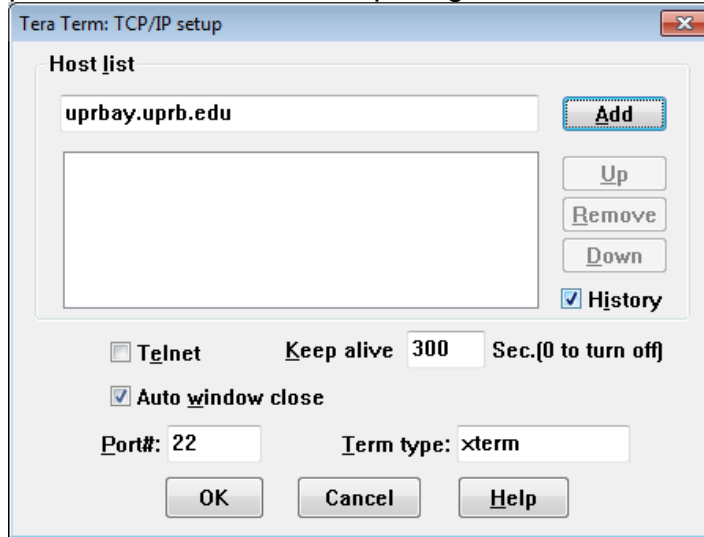 Tera Term: TCP/IP setup
Host list
uprbay.uprb.edu
Add
Up
Remove
Down
History
Telnet Keep alive 300 Sec.(0 to turn off)
Auto window close
Port#: 22 Term type: xterm
OK Cancel Help